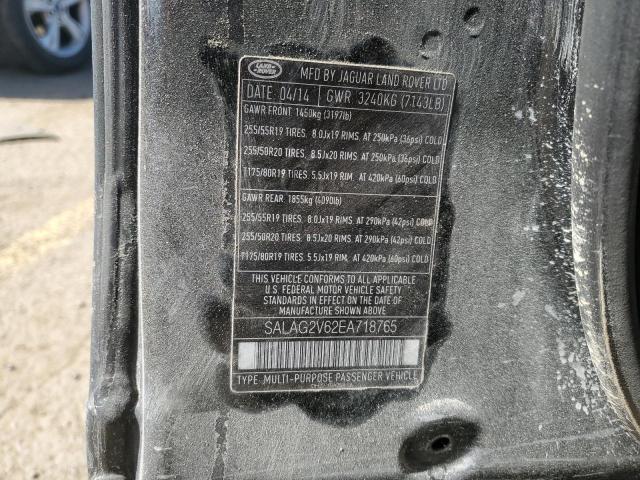 LAND-
ROVER
MFD BY JAGUAR LAND ROVER LTD
DATE: 04/14 GWR 3240KG (7143LB)
GAWR FRONT 1450kg (3197lb)
255/55R19 TIRES. 8.0Jx19 RIMS. AT 250kPa (36psi) COLD
255/50R20 TIRES. 8.5Jx20 RIMS. AT 250kPa (36psi) COLD
T175/80R19 TIRES. 5.5Jx19 RIM. AT 420kPa (60psi) COLD
GAWR REAR 1855kg (4090lb)
255/55R19 TIRES. 8.0Jx19 RIMS. AT 290kPa (42psi) COLD
255/50R20 TIRES. 8.5Jx20 RIMS. AT 290kPa (42psi) COLD
T175/80R19 TIRES. 5.5Jx19 RIM. AT 420kPa (60psi) COLD
THIS VEHICLE CONFORMS TO ALL APPLICABLE
U.S. FEDERAL MOTOR VEHICLE SAFETY
STANDARDS IN EFFECT ON THE DATE OF
MANUFACTURE SHOWN ABOVE
SALAG2V62EA718765
TYPE: MULTI-PURPOSE PASSENGER VEHICLE